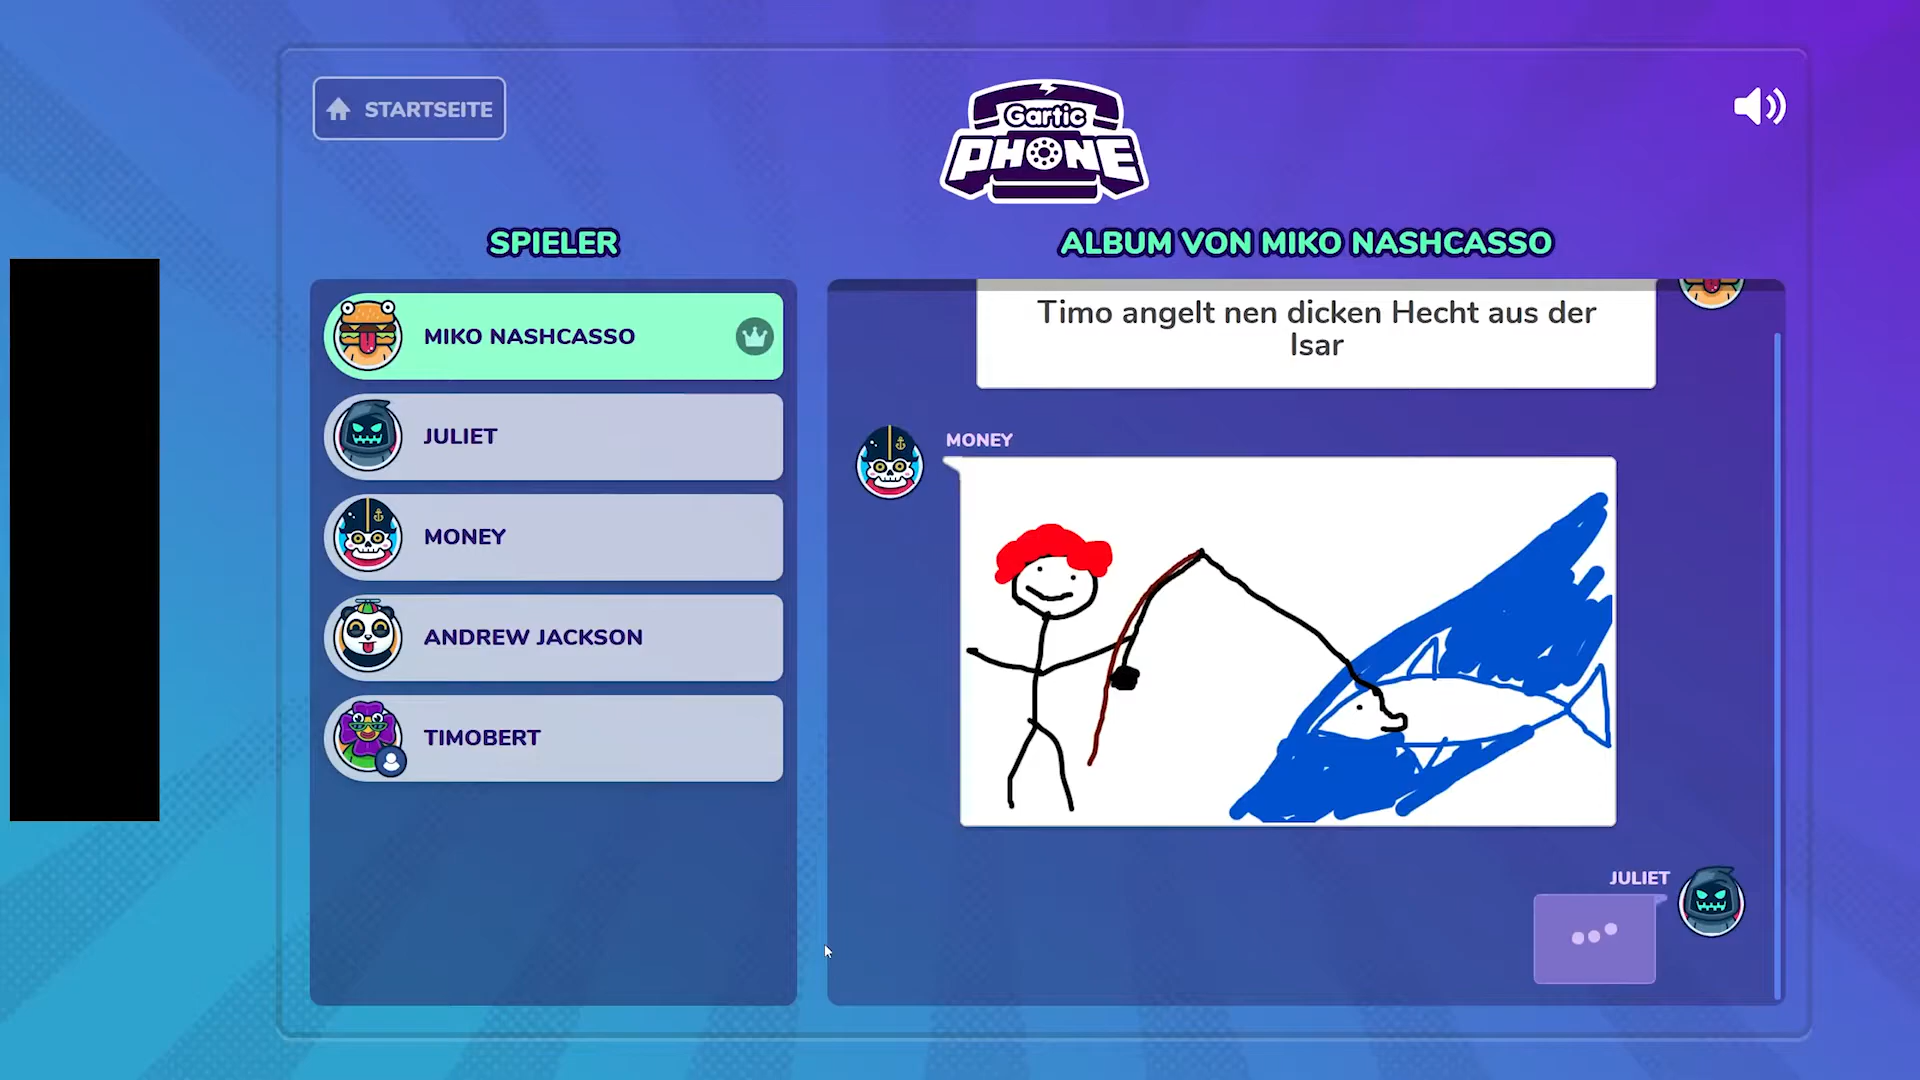 STARTSEITE
Gartic
PHONE
SPIELER
ALBUM VON MIKO NASHCASSO
MIKO NASHCASSO
JULIET
MONEY
ANDREW JACKSON
TIMOBERT
Timo angelt nen dicken Hecht aus der
Isar
MONEY
JULIET